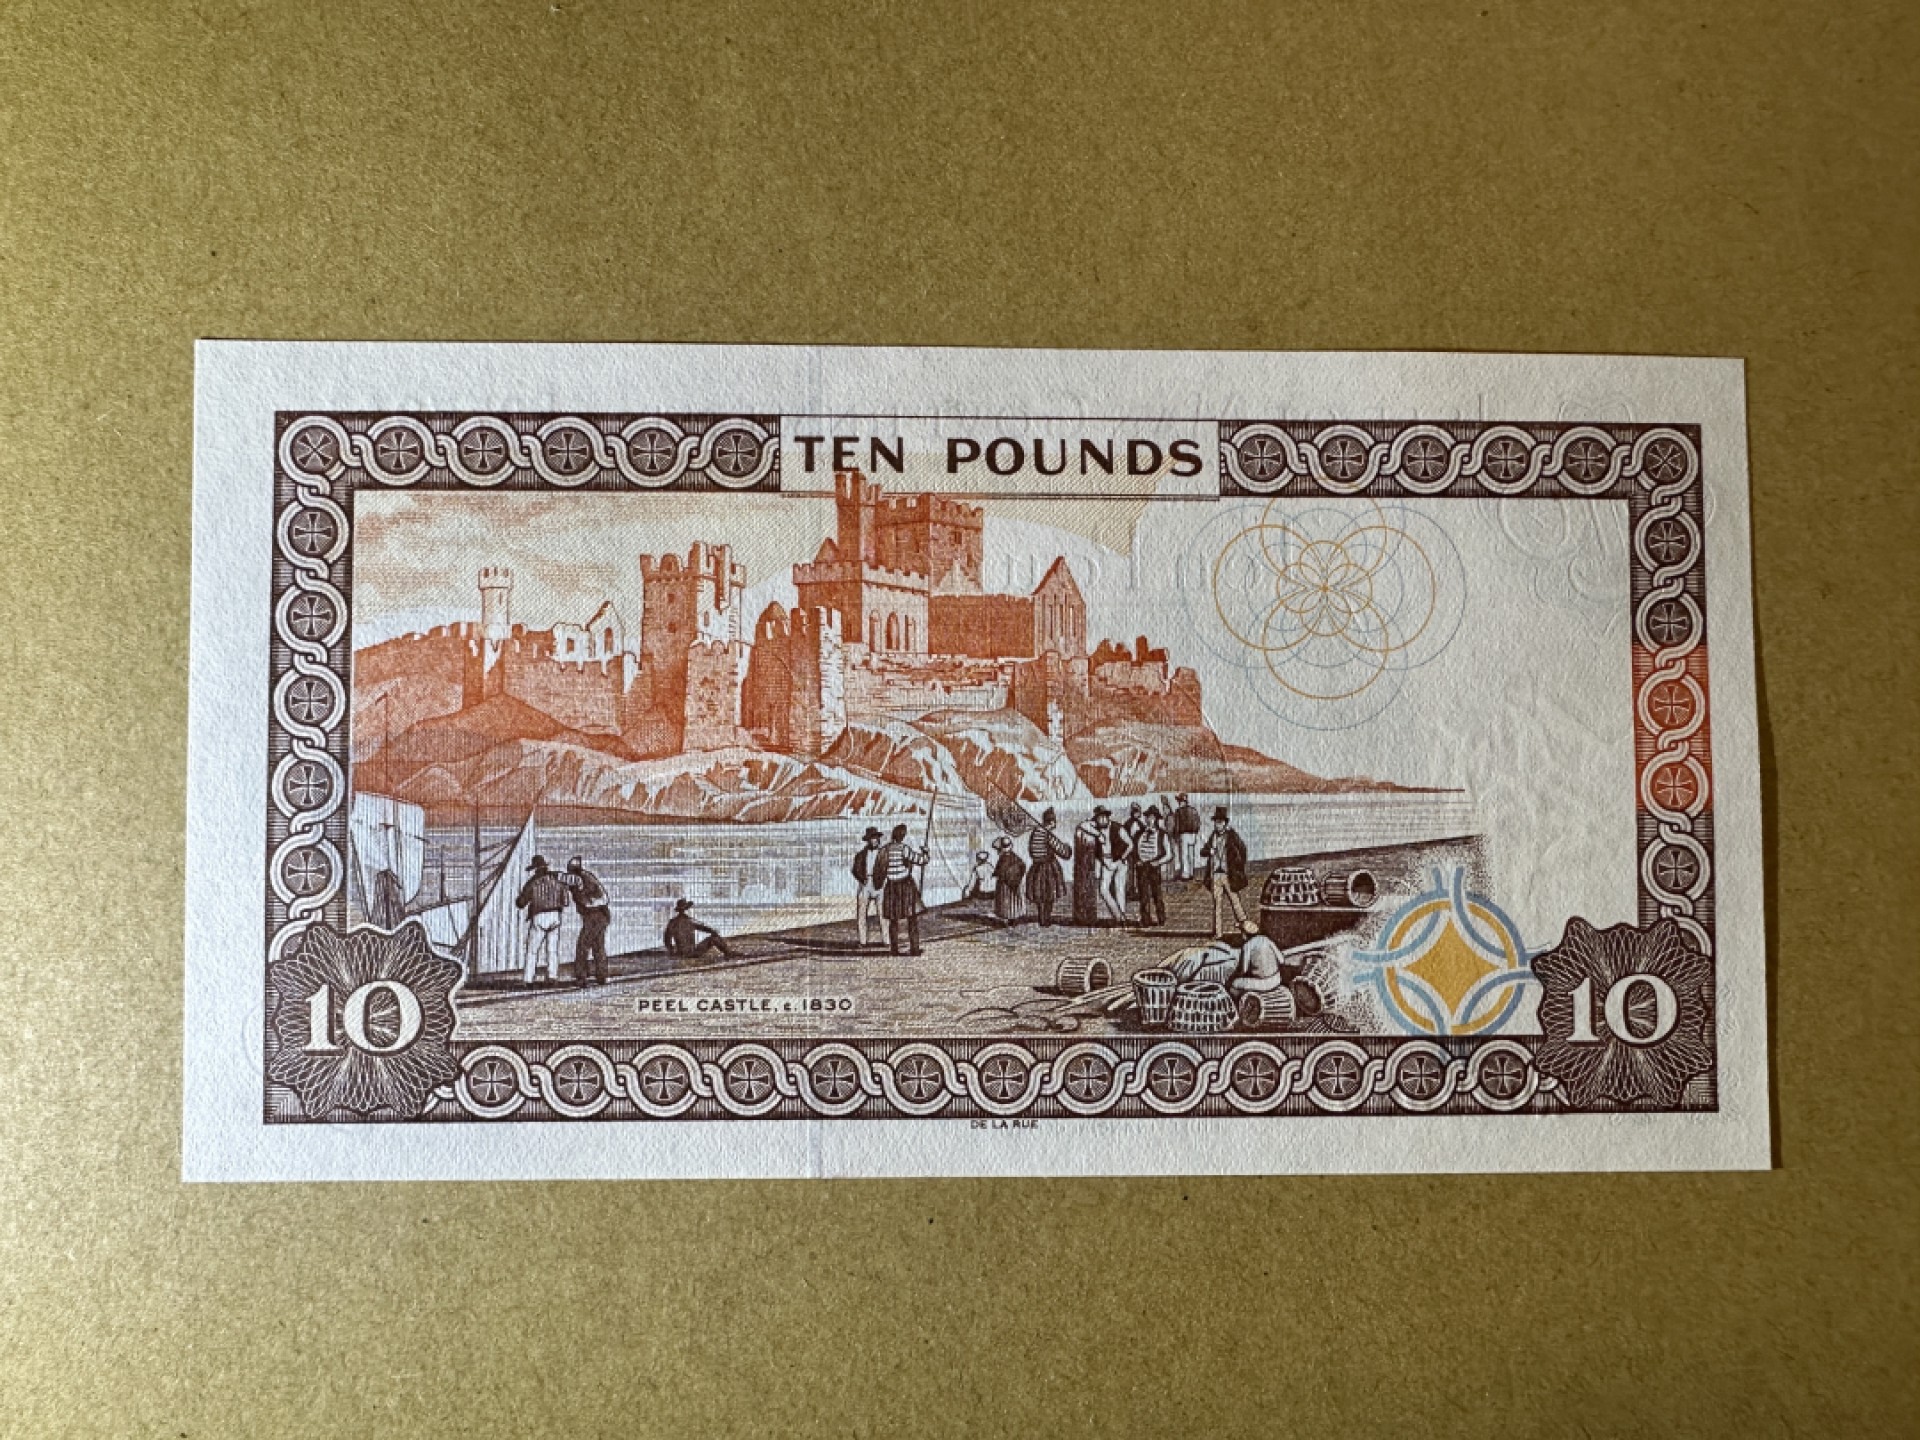 TEN POUNDS
PEEL CASTLE, c. 1830
10
10
DE LA RUE